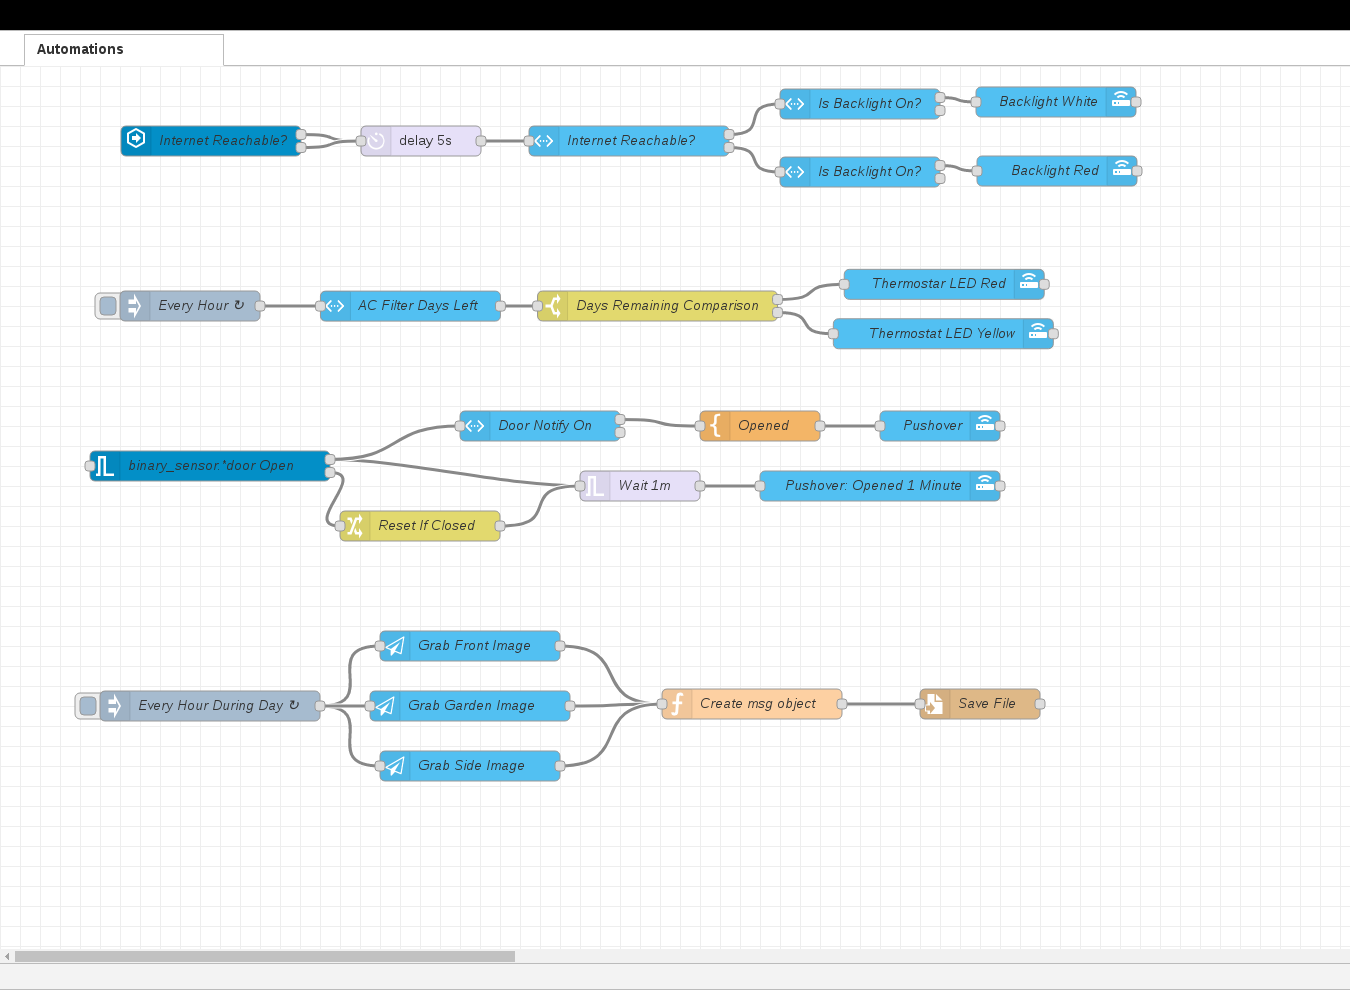 Automations
Internet Reachable?
delay 5s
Internet Reachable?
Is Backlight On?
Backlight White
Is Backlight On?
Backlight Red
Every Hour ↻
AC Filter Days Left
Days Remaining Comparison
Thermostar LED Red
Thermostat LED Yellow
binary_sensor.*door Open
Door Notify On
Opened
Pushover
Wait 1m
Pushover: Opened 1 Minute
Reset If Closed
Every Hour During Day ↻
Grab Front Image
Grab Garden Image
Grab Side Image
Create msg object
Save File